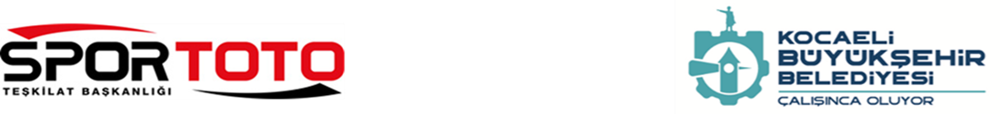 SPORTOTO
TEŞKİLAT BAŞKANLIĞI
KOCAELİ
BÜYÜKŞEHİR
BELEDİYESİ
ÇALIŞINCA OLUYOR